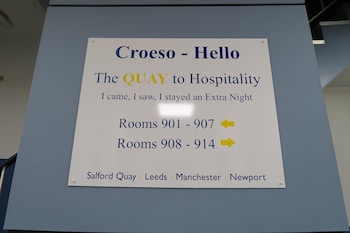 Croeso - Hello
The QUAY to Hospitality
I came, I saw, I stayed an Extra Night
Rooms 901 - 907
Rooms 908 - 914
Salford Quay - Leeds - Manchester - Newport